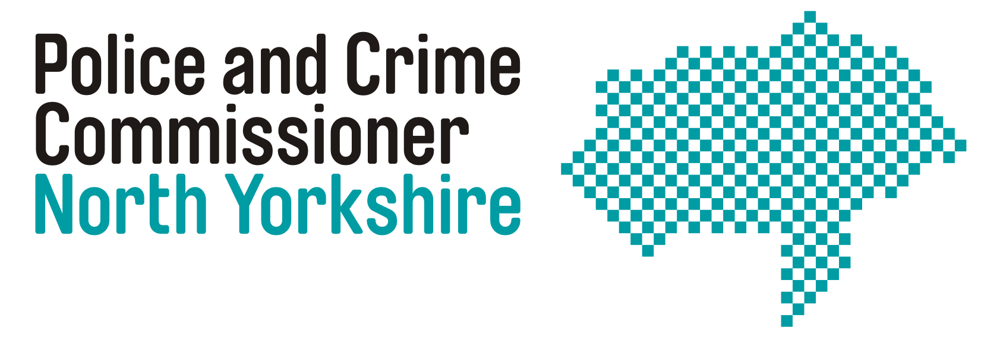 Police and Crime
Commissioner
North Yorkshire